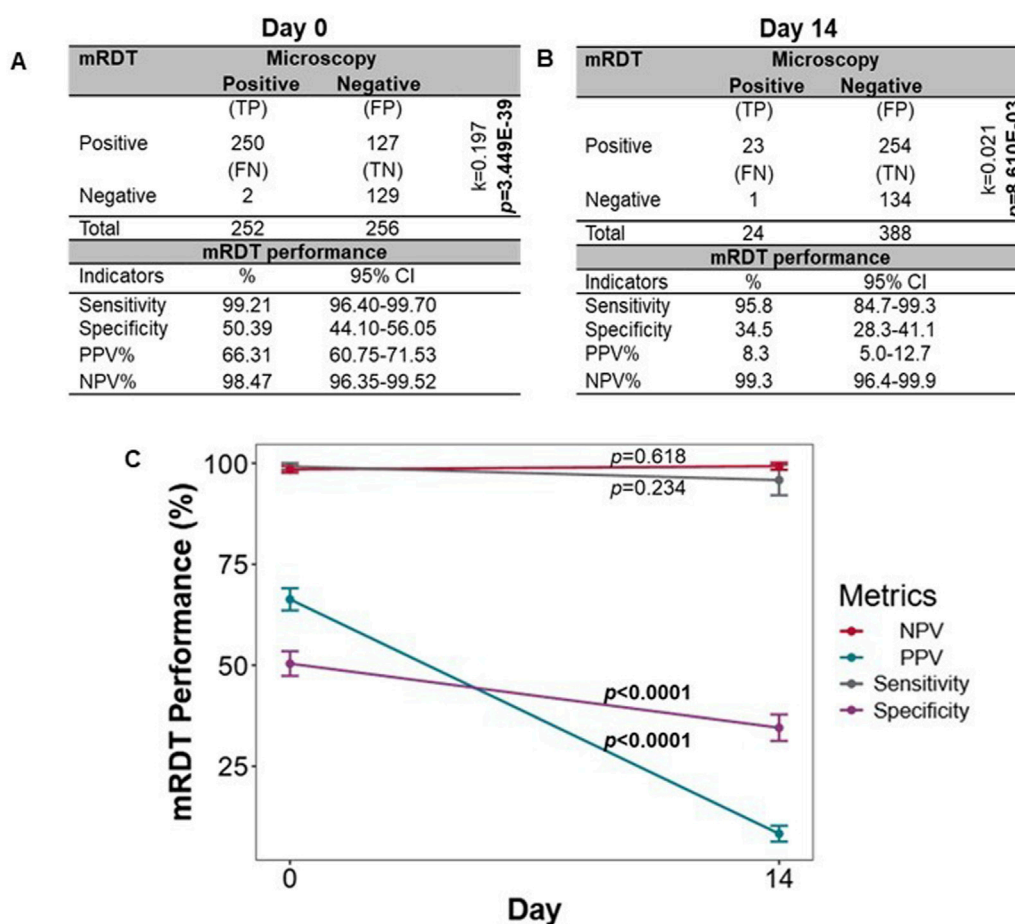 Day 0
A
mRDT Microscopy
Positive Negative
(TP) (FP)
Positive 250 127
(FN) (TN)
Negative 2 129
k=0.197
p=3.449E-39
Total 252 256
mRDT performance
Indicators % 95% CI
Sensitivity 99.21 96.40-99.70
Specificity 50.39 44.10-56.05
PPV% 66.31 60.75-71.53
NPV% 98.47 96.35-99.52
Day 14
B
mRDT Microscopy
Positive Negative
(TP) (FP)
Positive 23 254
(FN) (TN)
Negative 1 134
k=0.021
p=8.610E-03
Total 24 388
mRDT performance
Indicators % 95% CI
Sensitivity 95.8 84.7-99.3
Specificity 34.5 28.3-41.1
PPV% 8.3 5.0-12.7
NPV% 99.3 96.4-99.9
C
mRDT Performance (%)
100
75
50
25
p=0.618
p=0.234
p<0.0001
p<0.0001
0 14
Day
Metrics
NPV
PPV
Sensitivity
Specificity